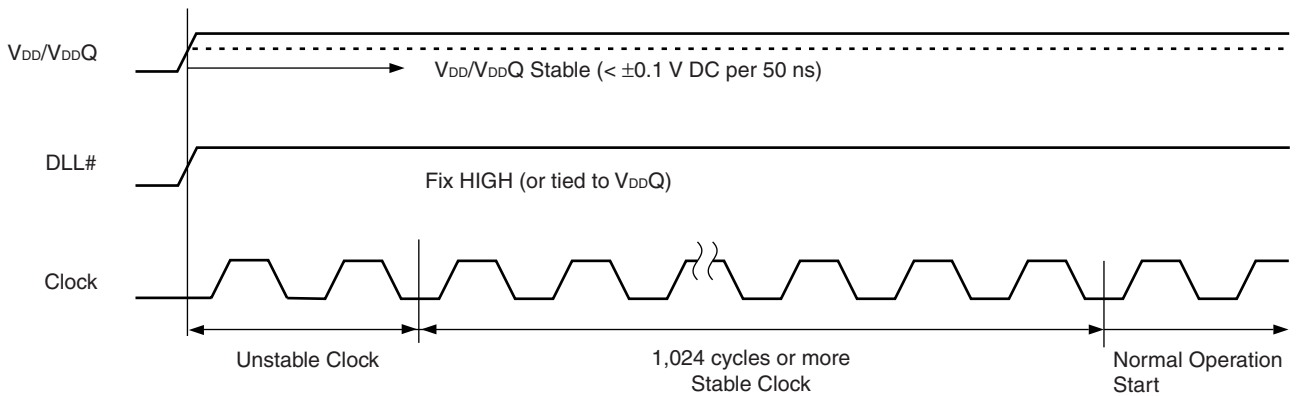 VDD/VDDQ
VDD/VDDQ Stable (< ±0.1 V DC per 50 ns)
DLL#
Fix HIGH (or tied to VDDQ)
Clock
Unstable Clock
1,024 cycles or more
Stable Clock
Normal Operation
Start